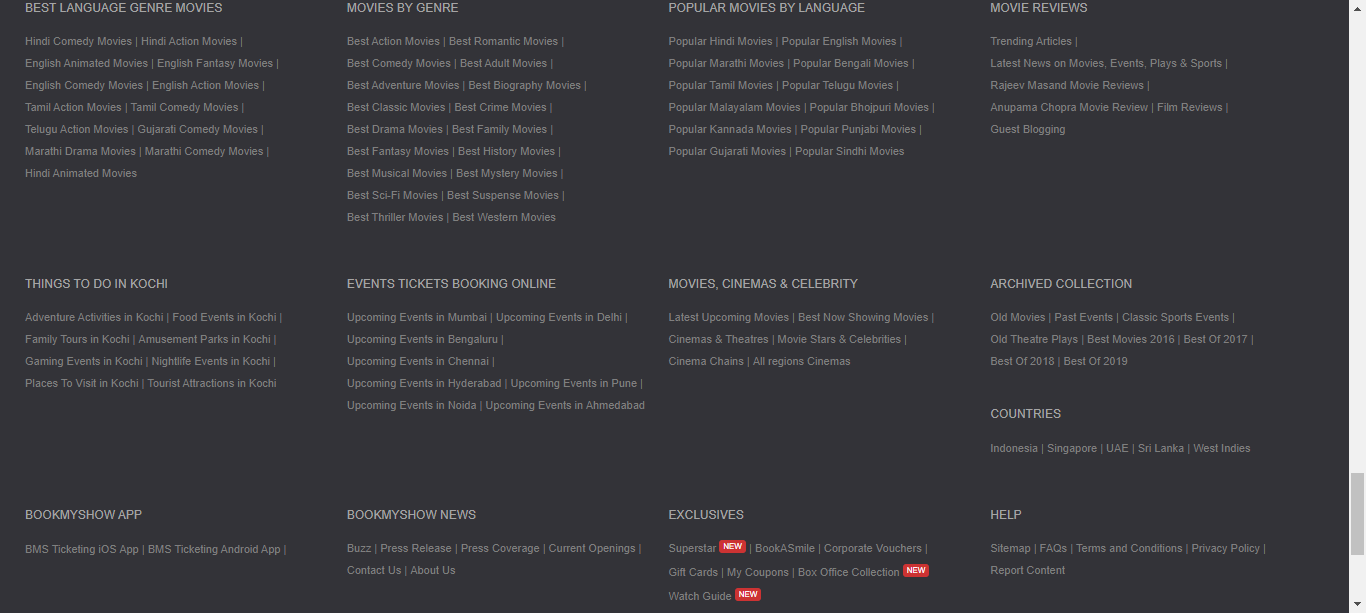 BEST LANGUAGE GENRE MOVIES
Hindi Comedy Movies | Hindi Action Movies |
English Animated Movies | English Fantasy Movies |
English Comedy Movies | English Action Movies |
Tamil Action Movies | Tamil Comedy Movies |
Telugu Action Movies | Gujarati Comedy Movies |
Marathi Drama Movies | Marathi Comedy Movies |
Hindi Animated Movies
MOVIES BY GENRE
Best Action Movies | Best Romantic Movies |
Best Comedy Movies | Best Adult Movies |
Best Adventure Movies | Best Biography Movies |
Best Classic Movies | Best Crime Movies |
Best Drama Movies | Best Family Movies |
Best Fantasy Movies | Best History Movies |
Best Musical Movies | Best Mystery Movies |
Best Sci-Fi Movies | Best Suspense Movies |
Best Thriller Movies | Best Western Movies
POPULAR MOVIES BY LANGUAGE
Popular Hindi Movies | Popular English Movies |
Popular Marathi Movies | Popular Bengali Movies |
Popular Tamil Movies | Popular Telugu Movies |
Popular Malayalam Movies | Popular Bhojpuri Movies |
Popular Kannada Movies | Popular Punjabi Movies |
Popular Gujarati Movies | Popular Sindhi Movies
MOVIE REVIEWS
Trending Articles |
Latest News on Movies, Events, Plays & Sports |
Rajeev Masand Movie Reviews |
Anupama Chopra Movie Review | Film Reviews |
Guest Blogging
THINGS TO DO IN KOCHI
Adventure Activities in Kochi | Food Events in Kochi |
Family Tours in Kochi | Amusement Parks in Kochi |
Gaming Events in Kochi | Nightlife Events in Kochi |
Places To Visit in Kochi | Tourist Attractions in Kochi
EVENTS TICKETS BOOKING ONLINE
Upcoming Events in Mumbai | Upcoming Events in Delhi |
Upcoming Events in Bengaluru |
Upcoming Events in Chennai |
Upcoming Events in Hyderabad | Upcoming Events in Pune |
Upcoming Events in Noida | Upcoming Events in Ahmedabad
MOVIES, CINEMAS & CELEBRITY
Latest Upcoming Movies | Best Now Showing Movies |
Cinemas & Theatres | Movie Stars & Celebrities |
Cinema Chains | All regions Cinemas
ARCHIVED COLLECTION
Old Movies | Past Events | Classic Sports Events |
Old Theatre Plays | Best Movies 2016 | Best Of 2017 |
Best Of 2018 | Best Of 2019
COUNTRIES
Indonesia | Singapore | UAE | Sri Lanka | West Indies
BOOKMYSHOW APP
BMS Ticketing iOS App | BMS Ticketing Android App |
BOOKMYSHOW NEWS
Buzz | Press Release | Press Coverage | Current Openings |
Contact Us | About Us
EXCLUSIVES
Superstar NEW | BookASmile | Corporate Vouchers |
Gift Cards | My Coupons | Box Office Collection NEW
Watch Guide NEW
HELP
Sitemap | FAQs | Terms and Conditions | Privacy Policy |
Report Content